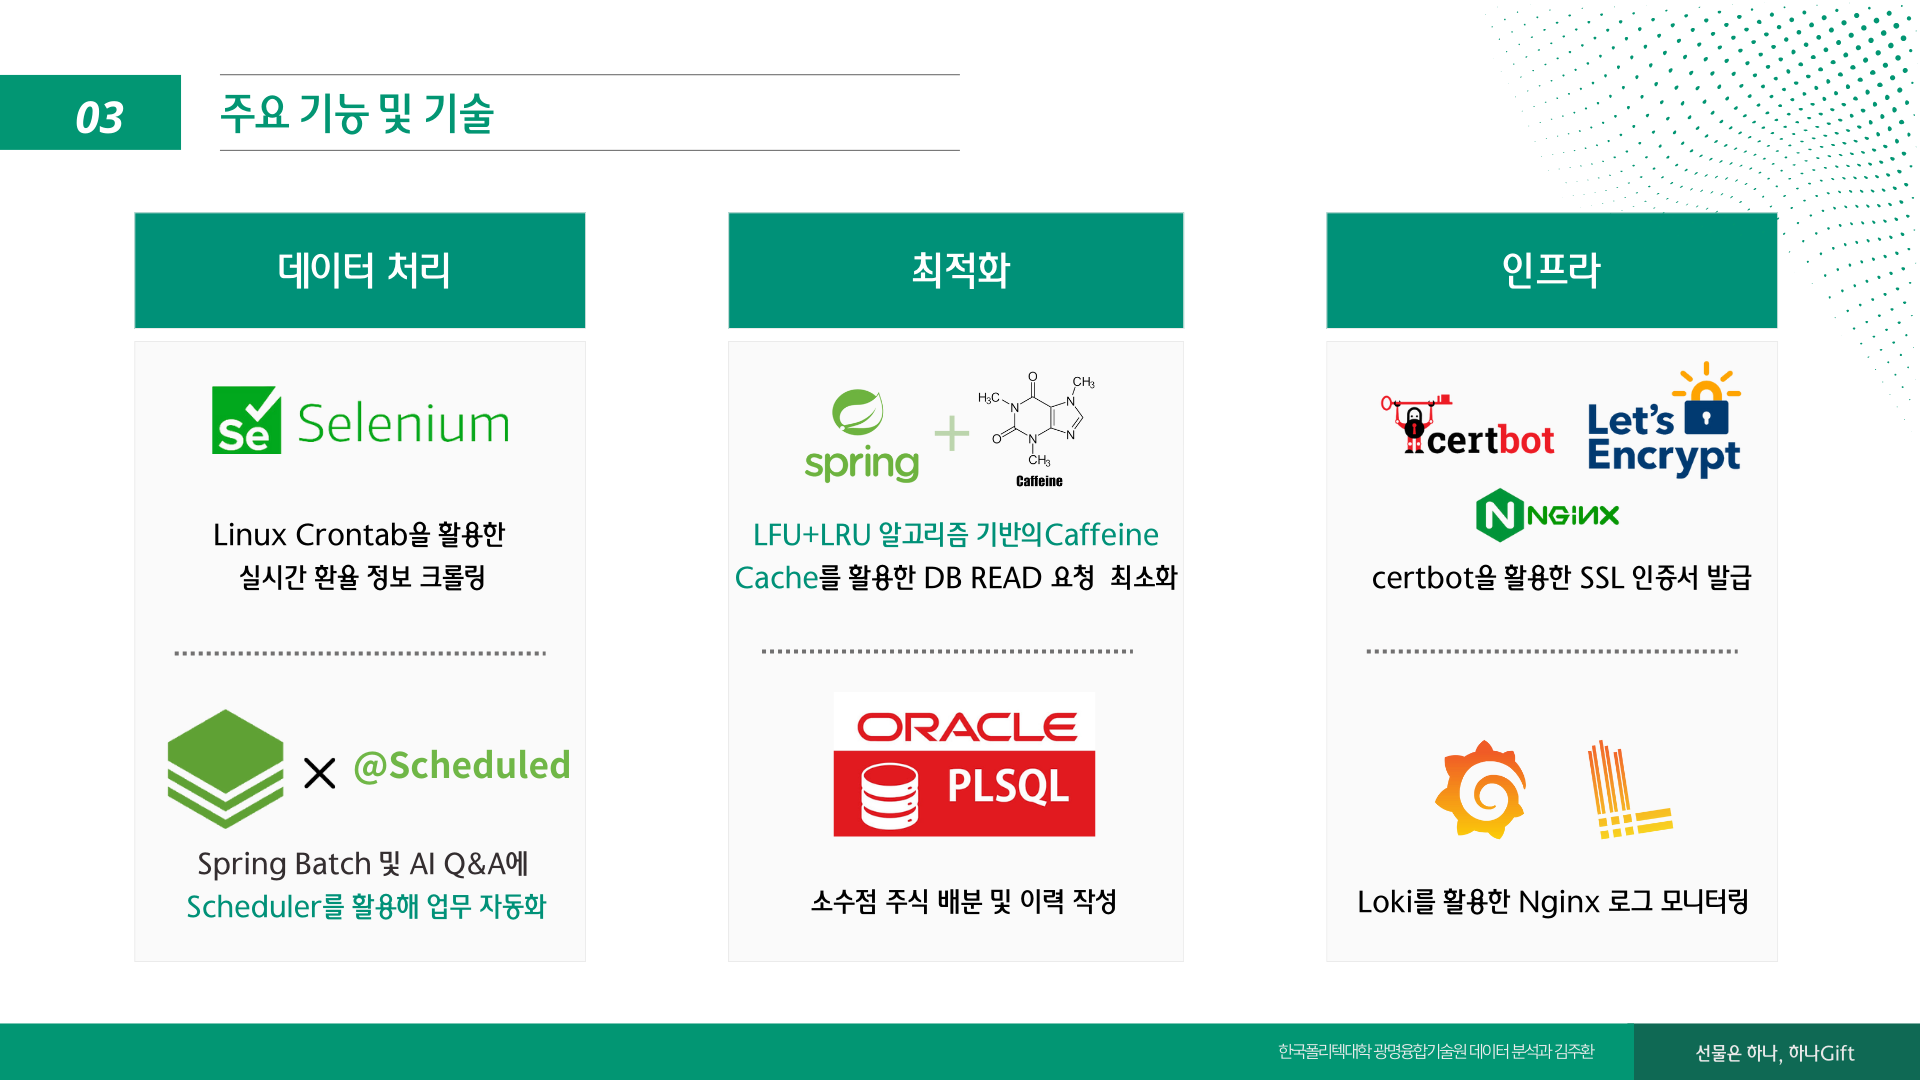 03
주요 기능 및 기술
데이터 처리
Se Selenium
Linux Crontab을 활용한
실시간 환율 정보 크롤링
@Scheduled
Spring Batch 및 AI Q&A에
Scheduler를 활용해 업무 자동화
최적화
spring
+
O
CH₃
H₃C
N
N
O
N
N
CH₃
Caffeine
LFU+LRU 알고리즘 기반의Caffeine
Cache를 활용한 DB READ 요청  최소화
ORACLE
PLSQL
소수점 주식 배분 및 이력 작성
인프라
certbot
Let's
Encrypt
NGINX
certbot을 활용한 SSL 인증서 발급
Loki를 활용한 Nginx 로그 모니터링
한국폴리텍대학 광명융합기술원 데이터 분석과 김주환
선물은 하나, 하나Gift